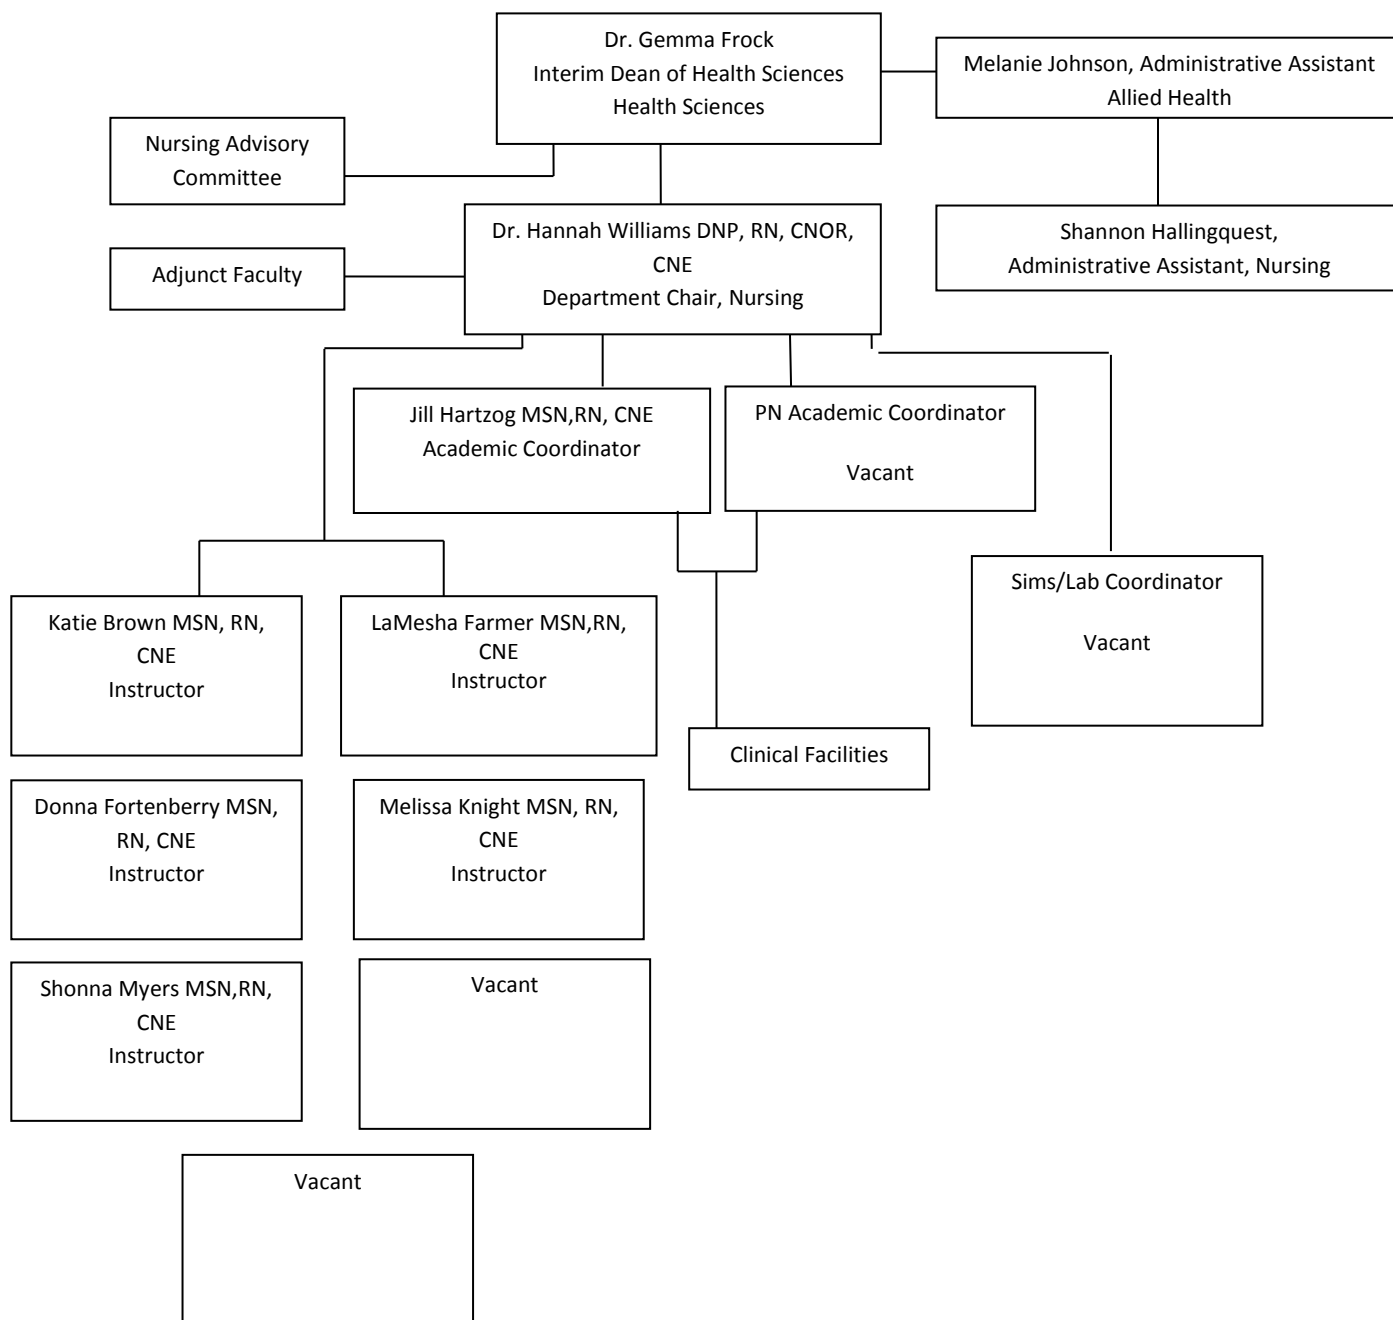 Dr. Gemma Frock
Interim Dean of Health Sciences
Health Sciences
Melanie Johnson, Administrative Assistant
Allied Health
Nursing Advisory
Committee
Shannon Hallingquest,
Administrative Assistant, Nursing
Dr. Hannah Williams DNP, RN, CNOR,
CNE
Department Chair, Nursing
Adjunct Faculty
Jill Hartzog MSN,RN, CNE
Academic Coordinator
PN Academic Coordinator
Vacant
Sims/Lab Coordinator
Vacant
Katie Brown MSN, RN,
CNE
Instructor
LaMesha Farmer MSN,RN,
CNE
Instructor
Clinical Facilities
Donna Fortenberry MSN,
RN, CNE
Instructor
Melissa Knight MSN, RN,
CNE
Instructor
Shonna Myers MSN,RN,
CNE
Instructor
Vacant
Vacant